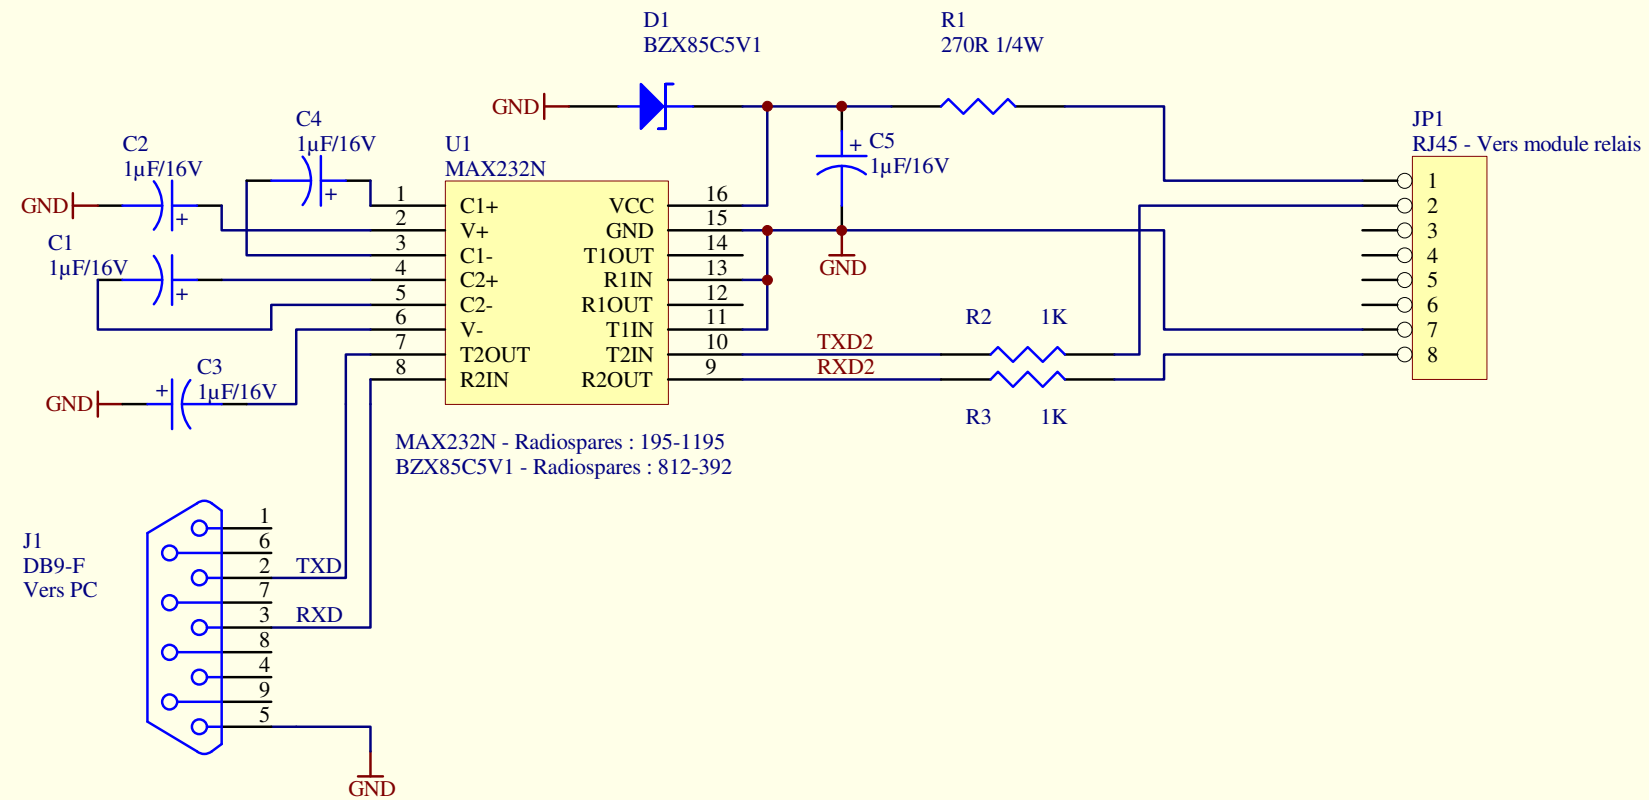 D1
BZX85C5V1
R1
270R 1/4W
GND
C4
1µF/16V
C2
1µF/16V
U1
MAX232N
+ C5
1µF/16V
JP1
RJ45 - Vers module relais
GND
+
+
C1
1µF/16V
+
1 C1+ VCC 16
2 V+ GND 15
3 C1- T1OUT 14
4 C2+ R1IN 13
5 C2- R1OUT 12
6 V- T1IN 11
7 T2OUT T2IN 10
8 R2IN R2OUT 9
GND
1
2
3
4
5
6
7
8
R2 1K
TXD2
RXD2
R3 1K
C3
1µF/16V
+
GND
MAX232N - Radiospares : 195-1195
BZX85C5V1 - Radiospares : 812-392
J1
DB9-F
Vers PC
1
6
2 TXD
7
3 RXD
8
4
9
5
GND